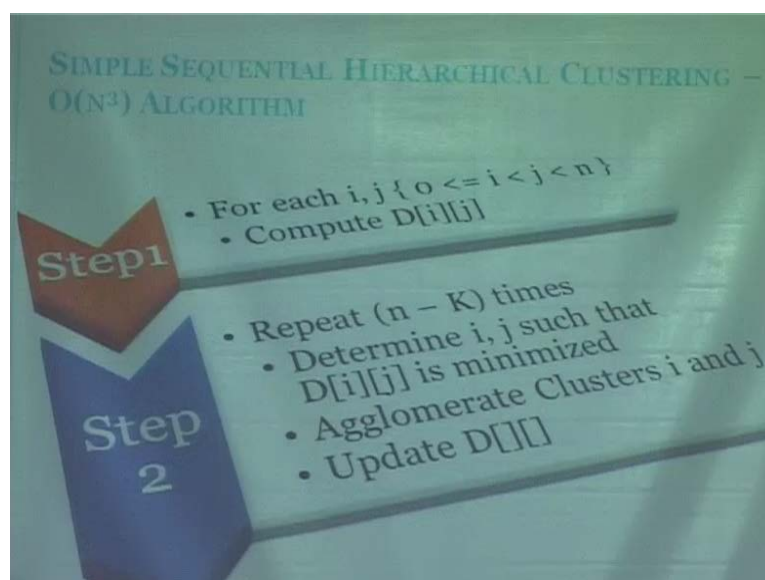 SIMPLE SEQUENTIAL HIERARCHICAL CLUSTERING –
O(N³) ALGORITHM
Step1
• For each i, j { 0 <= i < j < n }
• Compute D[i][j]
Step
2
• Repeat (n – K) times
• Determine i, j such that
D[i][j] is minimized
• Agglomerate Clusters i and j
• Update D[][]